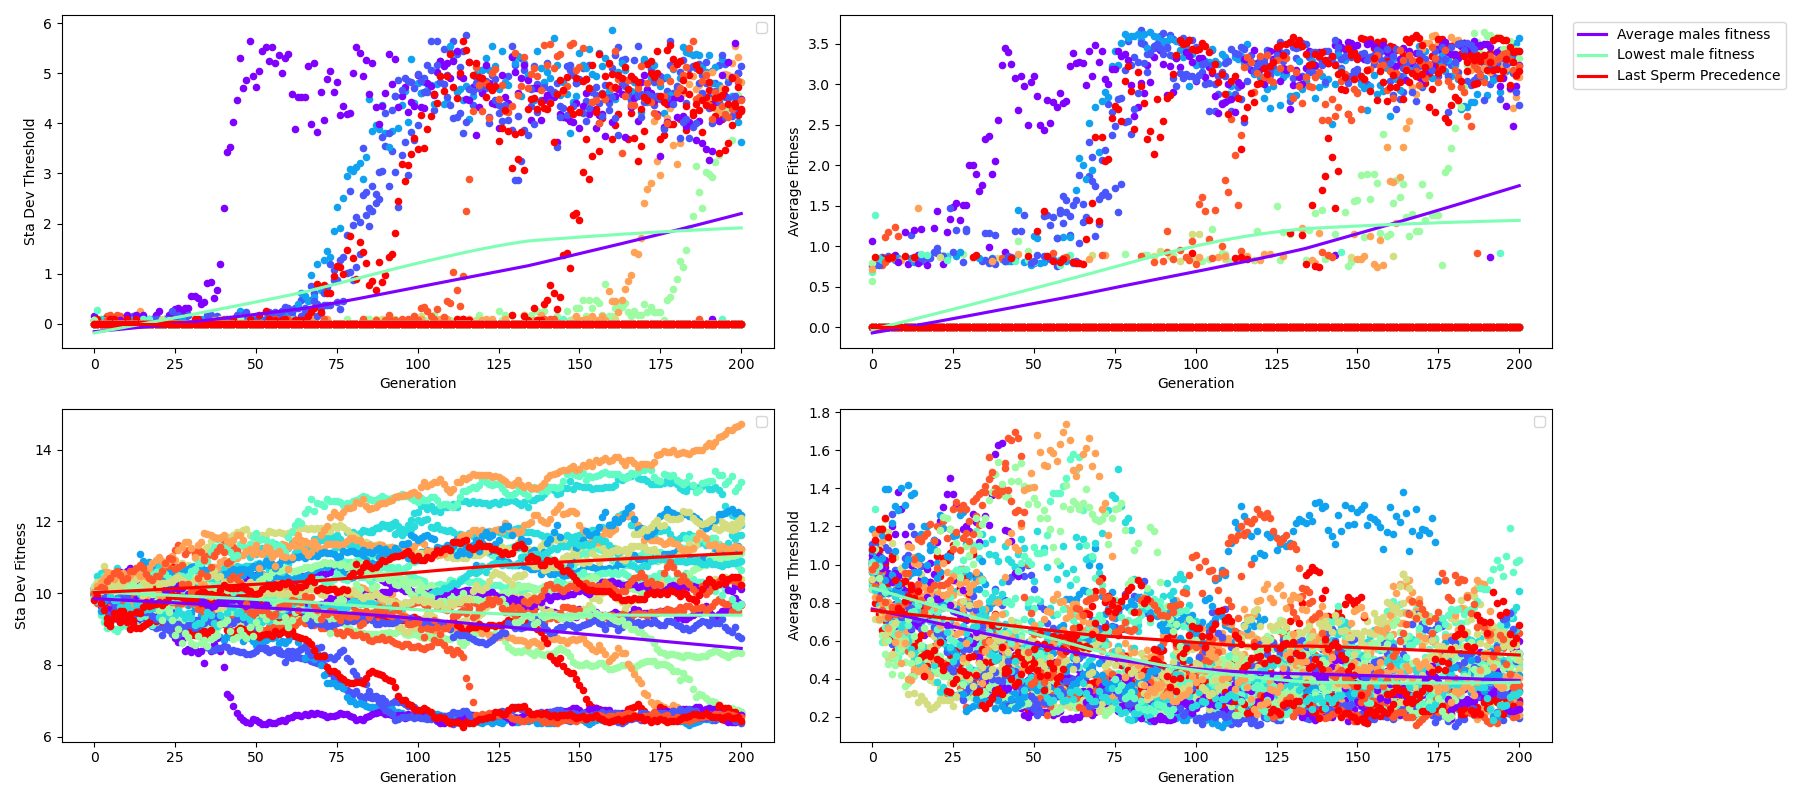 Sta Dev Threshold
6
5
4
3
2
1
0
0 25 50 75 100 125 150 175 200
Generation
Average Fitness
3.5
3.0
2.5
2.0
1.5
1.0
0.5
0.0
0 25 50 75 100 125 150 175 200
Generation
Average males fitness
Lowest male fitness
Last Sperm Precedence
Sta Dev Fitness
14
12
10
8
6
0 25 50 75 100 125 150 175 200
Generation
Average Threshold
1.8
1.6
1.4
1.2
1.0
0.8
0.6
0.4
0.2
0 25 50 75 100 125 150 175 200
Generation